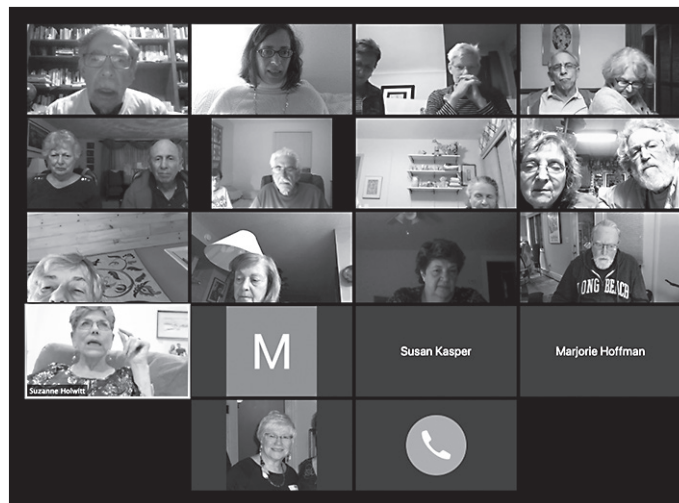 LONG BEACH
Suzanne Holwitt
M
Susan Kasper
Marjorie Hoffman